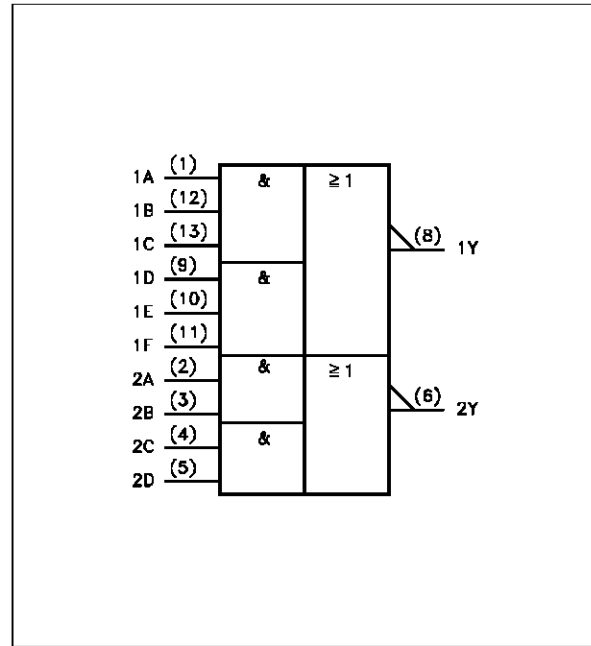 1A (1) & ≧ 1
1B (12)
1C (13) (8) 1Y
1D (9) &
1E (10)
1F (11)
2A (2) & ≧ 1
2B (3) (6) 2Y
2C (4) &
2D (5)